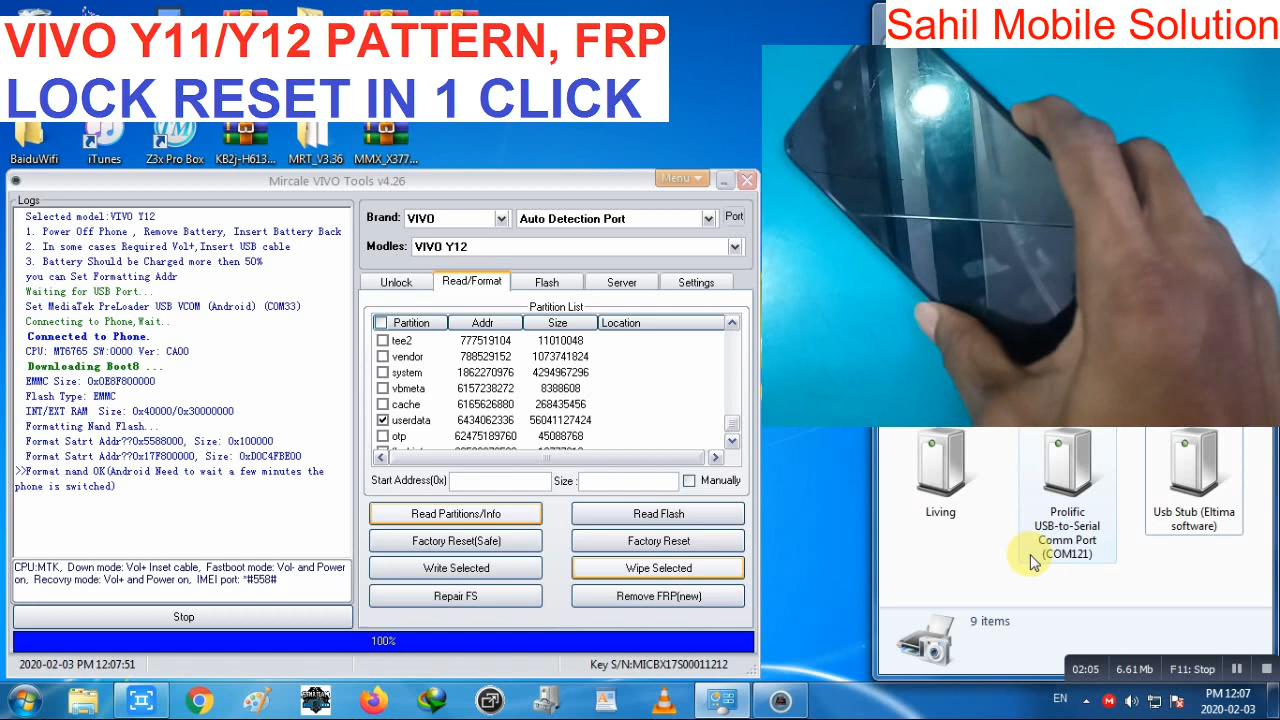 VIVO Y11/Y12 PATTERN, FRP
LOCK RESET IN 1 CLICK
Sahil Mobile Solution
BaiduWifi
iTunes
Z3x Pro Box
KB2j-H613...
MRT_V3.36
MMX_X377...
Mircale VIVO Tools v4.26
Menu
Logs
Selected model:VIVO Y12
1. Power Off Phone , Remove Battery, Insert Battery Back
2. In some cases Required Vol+,Insert USB cable
3. Battery Should be Charged more then 50%
you can Set Formatting Addr
Waiting for USB Port...
Set MediaTek PreLoader USB VCOM (Android) (COM33)
Connecting to Phone,Wait..
Connected to Phone.
CPU: MT6765 SW:0000 Ver: CA00
Downloading Boot8 ...
EMMC Size: 0x0E8F800000
Flash Type: EMMC
INT/EXT RAM Size: 0x40000/0x30000000
Formatting Nand Flash...
Format Satrt Addr??0x5588000, Size: 0x100000
Format Satrt Addr??0x17F800000, Size: 0xD0C4FBE00
>>Format nand OK(Android Need to wait a few minutes the
phone is switched)
CPU:MTK, Down mode: Vol+ Inset cable, Fastboot mode: Vol- and Power
on, Recovry mode: Vol+ and Power on, IMEI port: *#558#
Stop
Brand: VIVO Auto Detection Port Port
Modles: VIVO Y12
Unlock Read/Format Flash Server Settings
Partition List
Partition Addr Size Location
tee2 777519104 11010048
vendor 788529152 1073741824
system 1862270976 4294967296
vbmeta 6157238272 8388608
cache 6165626880 268435456
userdata 6434062336 56041127424
otp 62475189760 45088768
Start Address(0x) Size : Manually
Read Partitions/Info Read Flash
Factory Reset(Safe) Factory Reset
Write Selected Wipe Selected
Repair FS Remove FRP(new)
100%
2020-02-03 PM 12:07:51 Key S/N:MICBX17S00011212
Living
Prolific
USB-to-Serial
Comm Port
(COM121)
Usb Stub (Eltima
software)
9 items
02:05 6.61Mb F11: Stop
EN
PM 12:07
2020-02-03